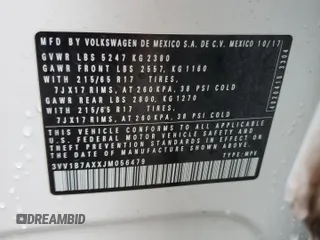 MFD. BY VOLKSWAGEN DE MEXICO S.A. DE C.V. MEXICO 10/17
GVWR LBS 5247 KG 2380
GAWR FRONT LBS 2557, KG 1160
WITH 215/65 R17 TIRES,
7JX17 RIMS, AT 260 KPA, 38 PSI COLD
GAWR REAR LBS 2800, KG1270
WITH 215/65 R17 TIRES,
7JX17 RIMS, AT 260 KPA, 38 PSI COLD
THIS VEHICLE CONFORMS TO ALL APPLICABLE
U.S. FEDERAL MOTOR VEHICLE SAFETY AND
THEFT PREVENTION STANDARDS IN EFFECT ON
THE DATE OF MANUFACTURE SHOWN ABOVE.
3VV1B7AXXJM056479 TYPE: MPV
DREAMBID